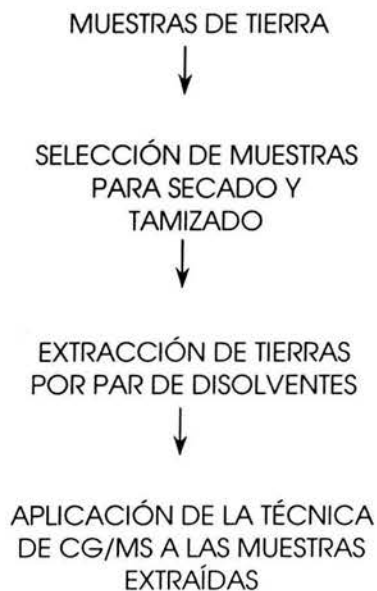 MUESTRAS DE TIERRA
SELECCIÓN DE MUESTRAS
PARA SECADO Y
TAMIZADO
EXTRACCIÓN DE TIERRAS
POR PAR DE DISOLVENTES
APLICACIÓN DE LA TÉCNICA
DE CG/MS A LAS MUESTRAS
EXTRAÍDAS